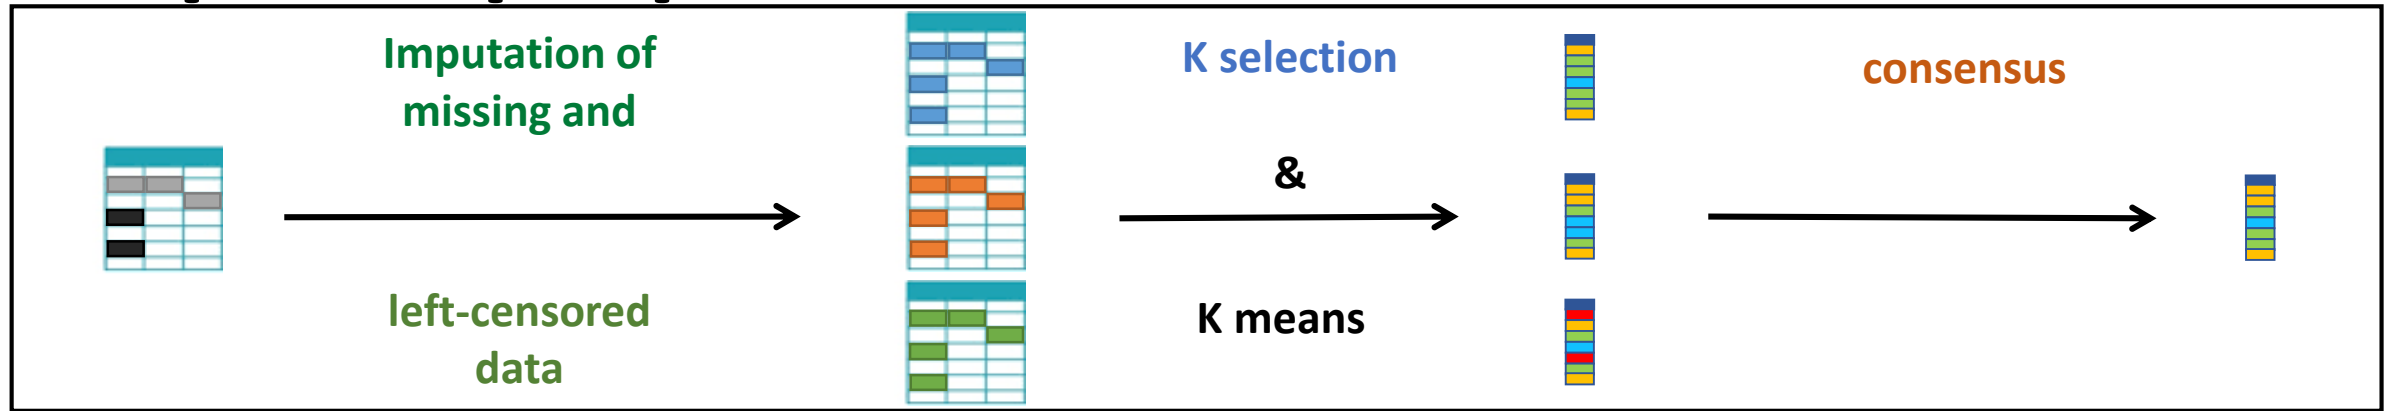 Imputation of
missing and
left-censored
data
K selection
&
K means
consensus